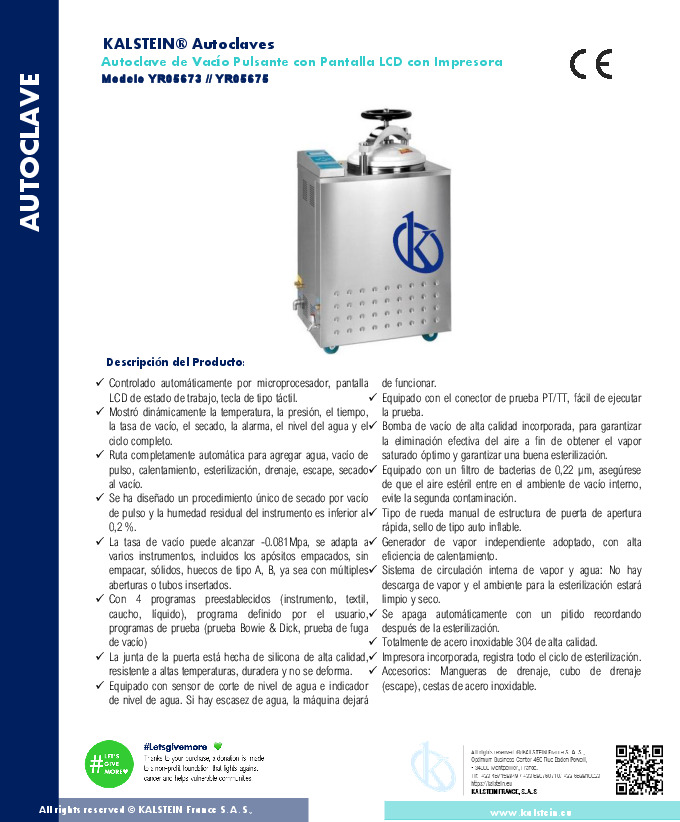 AUTOCLAVE
KALSTEIN® Autoclaves
Autoclave de Vacío Pulsante con Pantalla LCD con Impresora
Modelo YR05673 // YR05675
CE
Descripción del Producto:
✓ Controlado automáticamente por microprocesador, pantalla
LCD de estado de trabajo, tecla de tipo táctil.
✓ Mostró dinámicamente la temperatura, la presión, el tiempo,
la tasa de vacío, el secado, la alarma, el nivel del agua y el
ciclo completo.
✓ Ruta completamente automática para agregar agua, vacío de
pulso, calentamiento, esterilización, drenaje, escape, secado
al vacío.
✓ Se ha diseñado un procedimiento único de secado por vacío
de pulso y la humedad residual del instrumento es inferior al
0,2 %.
✓ La tasa de vacío puede alcanzar -0.081Mpa, se adapta a
varios instrumentos, incluidos los apósitos empacados, sin
empacar, sólidos, huecos de tipo A, B, ya sea con múltiples
aberturas o tubos insertados.
✓ Con 4 programas preestablecidos (instrumento, textil,
caucho, líquido), programa definido por el usuario,
programas de prueba (prueba Bowie & Dick, prueba de fuga
de vacío)
✓ La junta de la puerta está hecha de silicona de alta calidad,
resistente a altas temperaturas, duradera y no se deforma.
✓ Equipado con sensor de corte de nivel de agua e indicador
de nivel de agua. Si hay escasez de agua, la máquina dejará
de funcionar.
✓ Equipado con el conector de prueba PT/TT, fácil de ejecutar
la prueba.
✓ Bomba de vacío de alta calidad incorporada, para garantizar
la eliminación efectiva del aire a fin de obtener el vapor
saturado óptimo y garantizar una buena esterilización.
✓ Equipado con un filtro de bacterias de 0,22 μm, asegúrese
de que el aire estéril entre en el ambiente de vacío interno,
evite la segunda contaminación.
✓ Tipo de rueda manual de estructura de puerta de apertura
rápida, sello de tipo auto inflable.
✓ Generador de vapor independiente adoptado, con alta
eficiencia de calentamiento.
✓ Sistema de circulación interna de vapor y agua: No hay
descarga de vapor y el ambiente para la esterilización estará
limpio y seco.
✓ Se apaga automáticamente con un pitido recordando
después de la esterilización.
✓ Totalmente de acero inoxidable 304 de alta calidad.
✓ Impresora incorporada, registra todo el ciclo de esterilización.
✓ Accesorios: Mangueras de drenaje, cubo de drenaje
(escape), cestas de acero inoxidable.
# LET'S
GIVE
MORE
#Letsgivemore
Thanks to your purchase, a donation is made
to a non-profit foundation that fights against
cancer and helps vulnerable communities
All rights reserved ® KALSTEIN France S. A. S.,
https://kalstein.eu
KALSTEIN FRANCE, S.A.S
All rights reserved © KALSTEIN France S. A. S.,
www.kalstein.eu